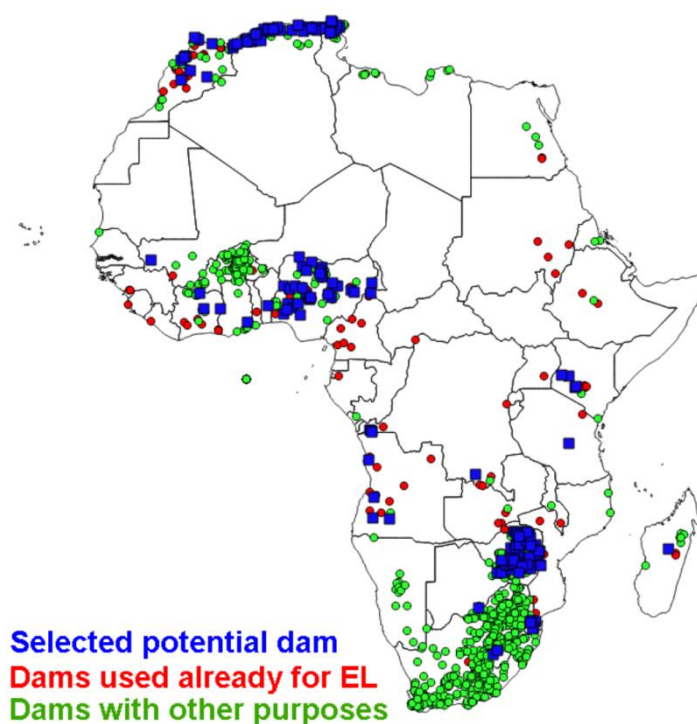 Selected potential dam
Dams used already for EL
Dams with other purposes